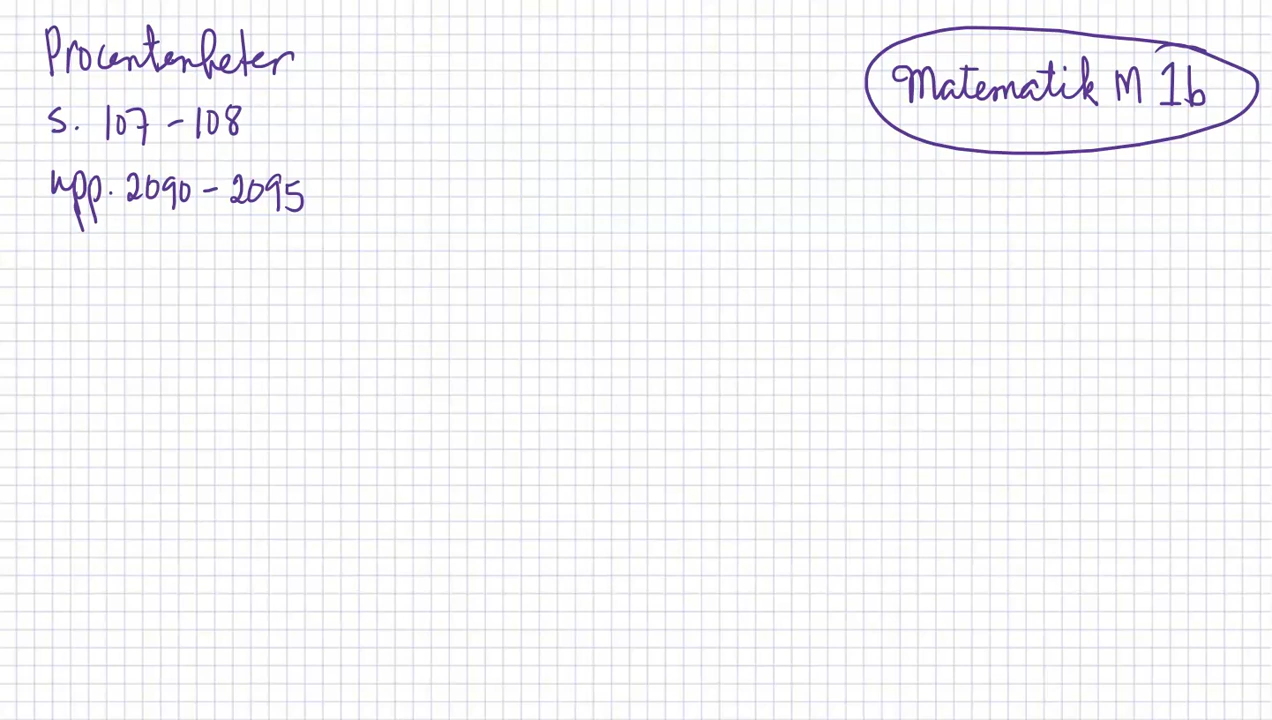 Procentenheter
s. 107 - 108
upp. 2090 - 2095
Matematik M 1b